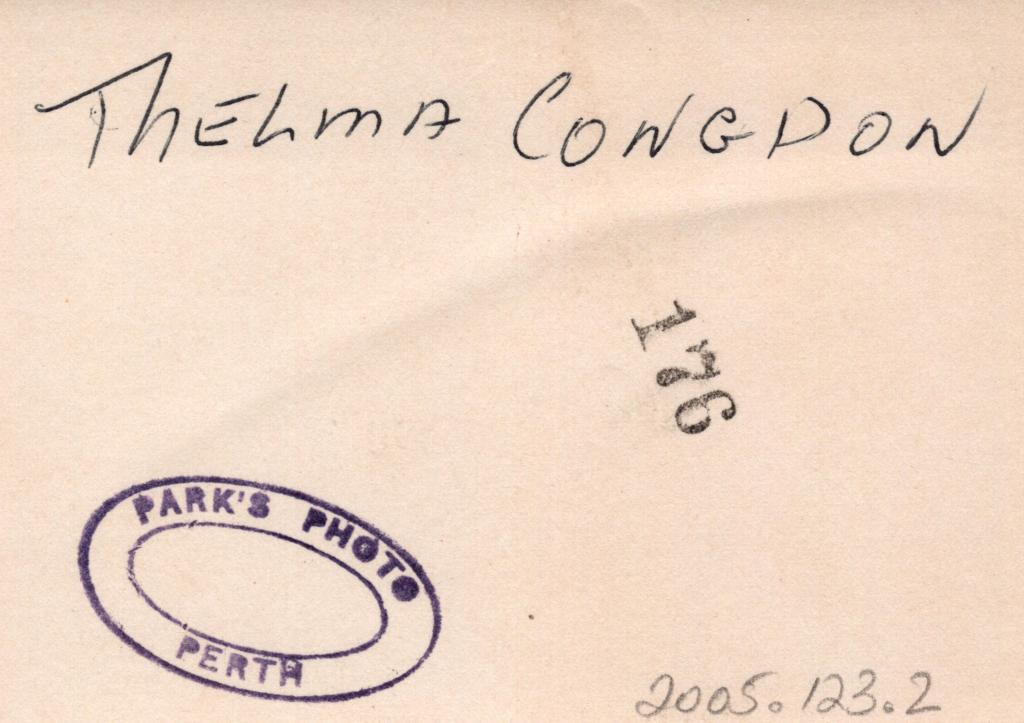 THELMA CONGDON
176
PARK'S PHOTO
PERTH
2005.123.2